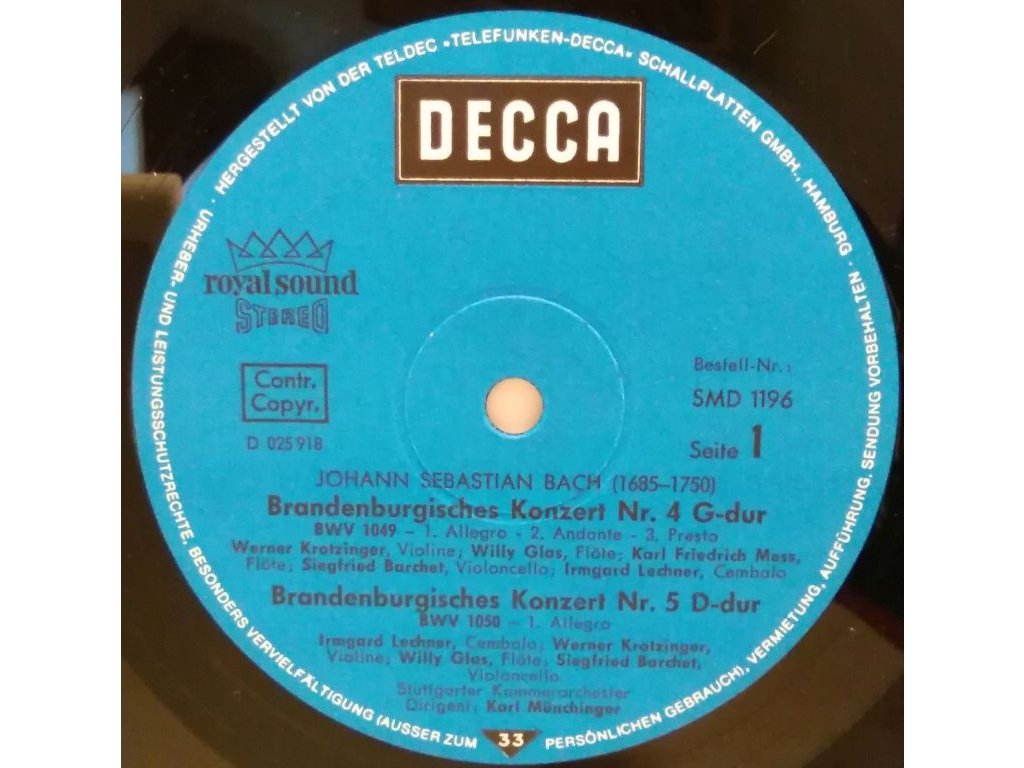 HERGESTELLT VON DER TELDEC »TELEFUNKEN-DECCA« SCHALLPLATTEN GMBH., HAMBURG · URHEBER- UND LEISTUNGSSCHUTZRECHTE, BESONDERS VERVIELFÄLTIGUNG (AUSSER ZUM PERSÖNLICHEN GEBRAUCH), VERMIETUNG, AUFFÜHRUNG, SENDUNG VORBEHALTEN ·
DECCA
royal sound
STEREO
Contr.
Copyr.
D 025 918
Bestell-Nr.:
SMD 1196
Seite 1
JOHANN SEBASTIAN BACH (1685–1750)
Brandenburgisches Konzert Nr. 4 G-dur
BWV 1049 – 1. Allegro - 2. Andante - 3. Presto
Werner Krotzinger, Violine; Willy Glas, Flöte; Karl Friedrich Mess,
Flöte; Siegfried Barchet, Violoncello; Irmgard Lechner, Cembalo
Brandenburgisches Konzert Nr. 5 D-dur
BWV 1050 – 1. Allegro
Irmgard Lechner, Cembalo; Werner Krotzinger,
Violine; Willy Glas, Flöte; Siegfried Barchet,
Violoncello
Stuttgarter Kammerorchester
Dirigent: Karl Münchinger
33